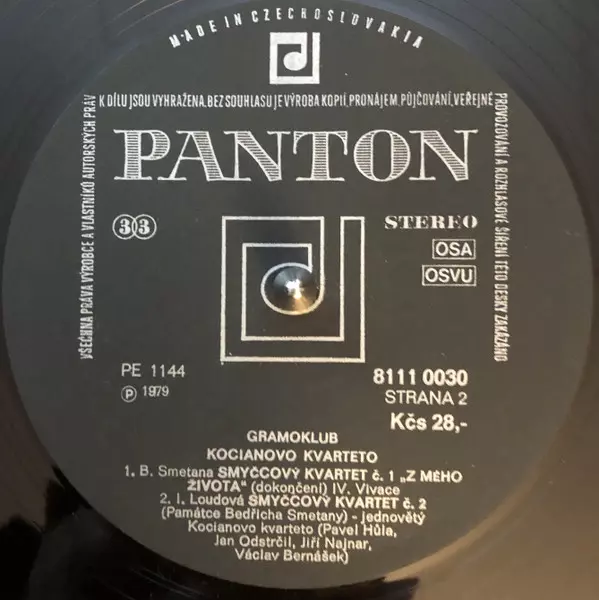 MADE IN CZECHOSLOVAKIA
VŠECHNA PRÁVA VÝROBCE A VLASTNÍKŮ AUTORSKÝCH PRÁV
K DÍLU JSOU VYHRAŽENA. BEZ SOUHLASU JE VÝROBA KOPIÍ, PRONÁJEM, PŮJČOVÁNÍ, VEŘEJNÉ
PROVOZOVÁNÍ A ROZHLASOVÉ ŠÍŘENÍ TÉTO DESKY ZAKÁZÁNO
PANTON
33
STEREO
OSA
OSVU
PE 1144
8111 0030
Ⓟ 1979
STRANA 2
Kčs 28,-
GRAMOKLUB
KOCIANOVO KVARTETO
1. B. Smetana SMYČCOVÝ KVARTET č. 1 „Z MÉHO
ŽIVOTA" (dokončení) IV. Vivace
2. I. Loudová SMYČCOVÝ KVARTET č. 2
(Památce Bedřicha Smetany) - jednovětý
Kocianovo kvarteto (Pavel Hůla,
Jan Odstrčil, Jiří Najnar,
Václav Bernášek)